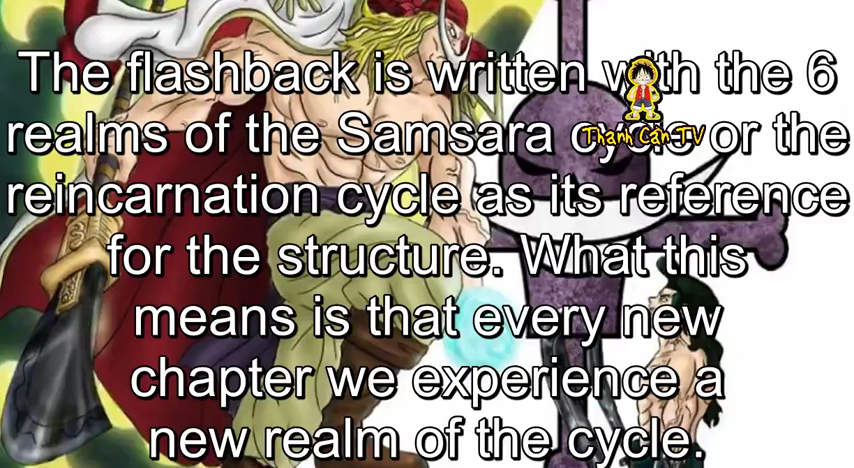 The flashback is written with the 6
realms of the Samsara cycle or the
reincarnation cycle as its reference
for the structure. What this
means is that every new
chapter we experience a
new realm of the cycle.
Thanh Cán TV